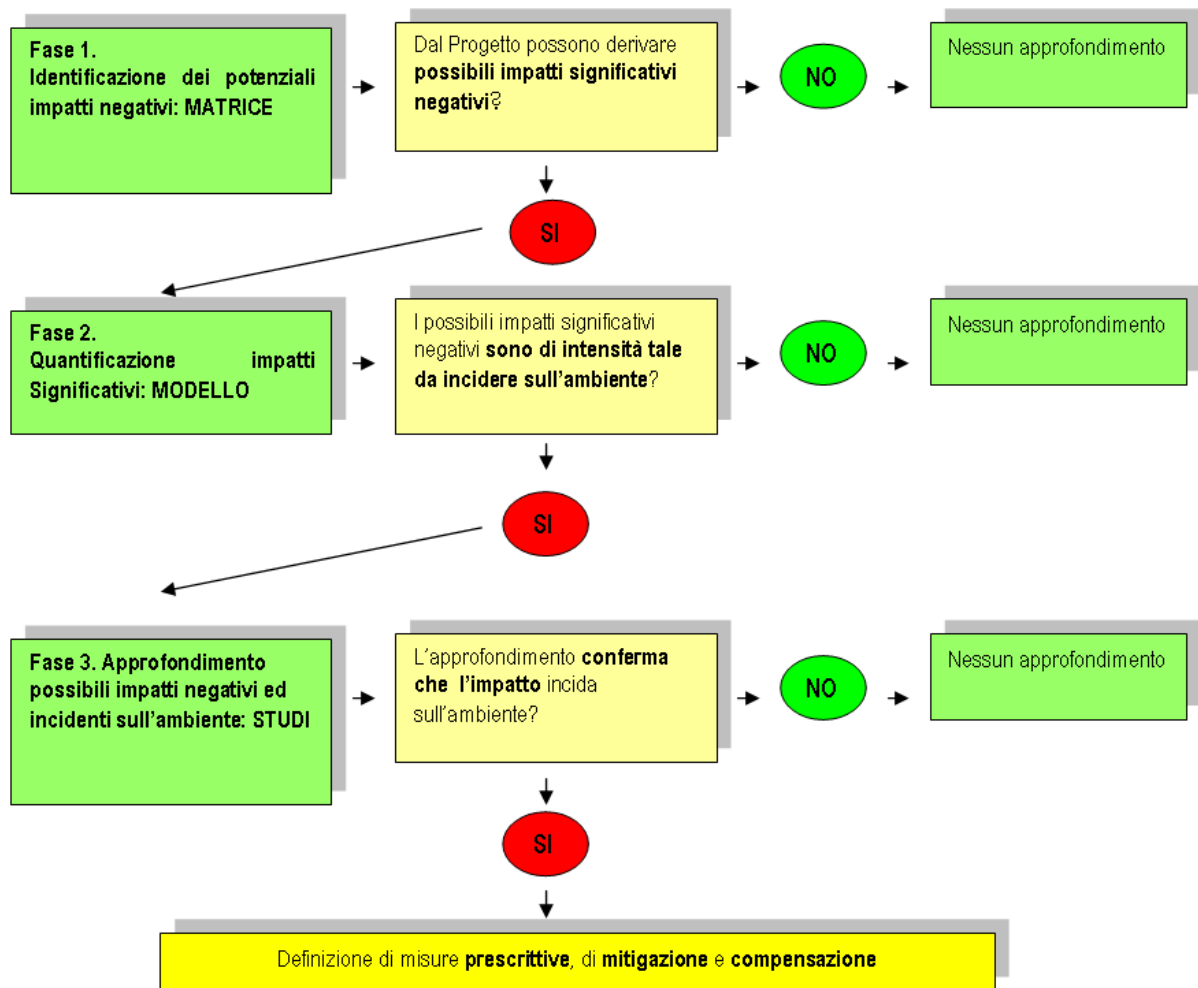 Fase 1.
Identificazione dei potenziali
impatti negativi: MATRICE
Dal Progetto possono derivare
possibili impatti significativi
negativi?
NO
Nessun approfondimento
SI
Fase 2.
Quantificazione impatti
Significativi: MODELLO
I possibili impatti significativi
negativi sono di intensità tale
da incidere sull'ambiente?
NO
Nessun approfondimento
SI
Fase 3. Approfondimento
possibili impatti negativi ed
incidenti sull'ambiente: STUDI
L'approfondimento conferma
che l'impatto incida
sull'ambiente?
NO
Nessun approfondimento
SI
Definizione di misure prescrittive, di mitigazione e compensazione